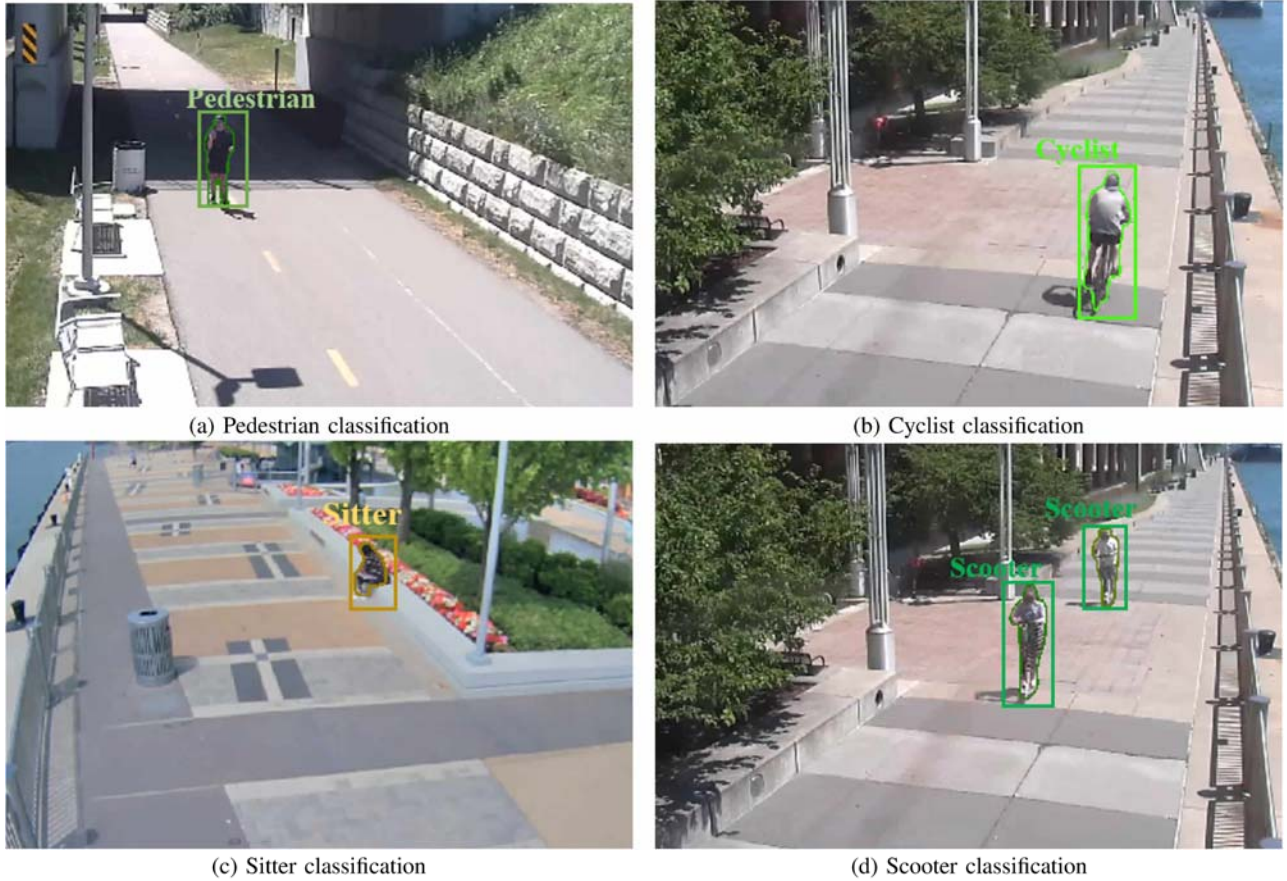 Pedestrian
Cyclist
(a) Pedestrian classification
(b) Cyclist classification
Sitter
Scooter
Scooter
(c) Sitter classification
(d) Scooter classification